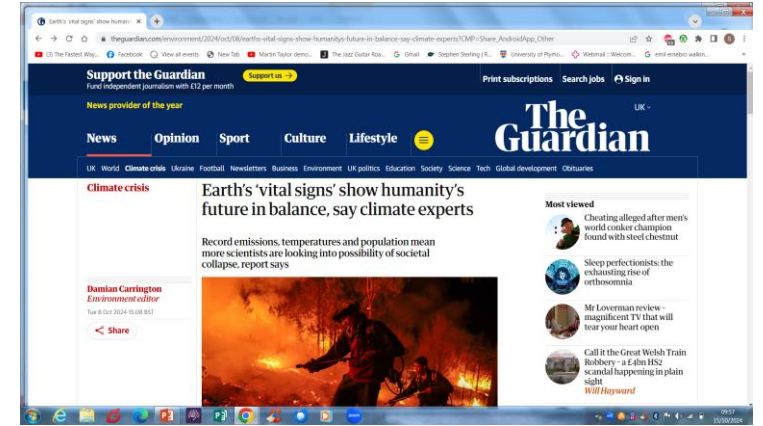 Earth's 'vital signs' show human
theguardian.com/environment/2024/oct/08/earths-vital-signs-show-humanitys-future-in-balance-say-climate-experts?CMP=Share_AndroidApp_Other
(3) The Fastest Way... Facebook View all events New Tab Martin Taylor demo... The Jazz Guitar Roa... Gmail Stephen Sterling | R... University of Plymo... Webmail :: Welcom... emil ernebro walkin...
Support the Guardian
Fund independent journalism with £12 per month
Support us →
Print subscriptions Search jobs Sign in
News provider of the year
The
Guardian
UK
News Opinion Sport Culture Lifestyle
UK World Climate crisis Ukraine Football Newsletters Business Environment UK politics Education Society Science Tech Global development Obituaries
Climate crisis
Earth's 'vital signs' show humanity's
future in balance, say climate experts
Record emissions, temperatures and population mean
more scientists are looking into possibility of societal
collapse, report says
Damian Carrington
Environment editor
Tue 8 Oct 2024 15.08 BST
Share
Most viewed
Cheating alleged after men's
world conker champion
found with steel chestnut
Sleep perfectionists: the
exhausting rise of
orthosomnia
Mr Loverman review –
magnificent TV that will
tear your heart open
Call it the Great Welsh Train
Robbery – a £4bn HS2
scandal happening in plain
sight
Will Hayward
09:57
15/10/2024